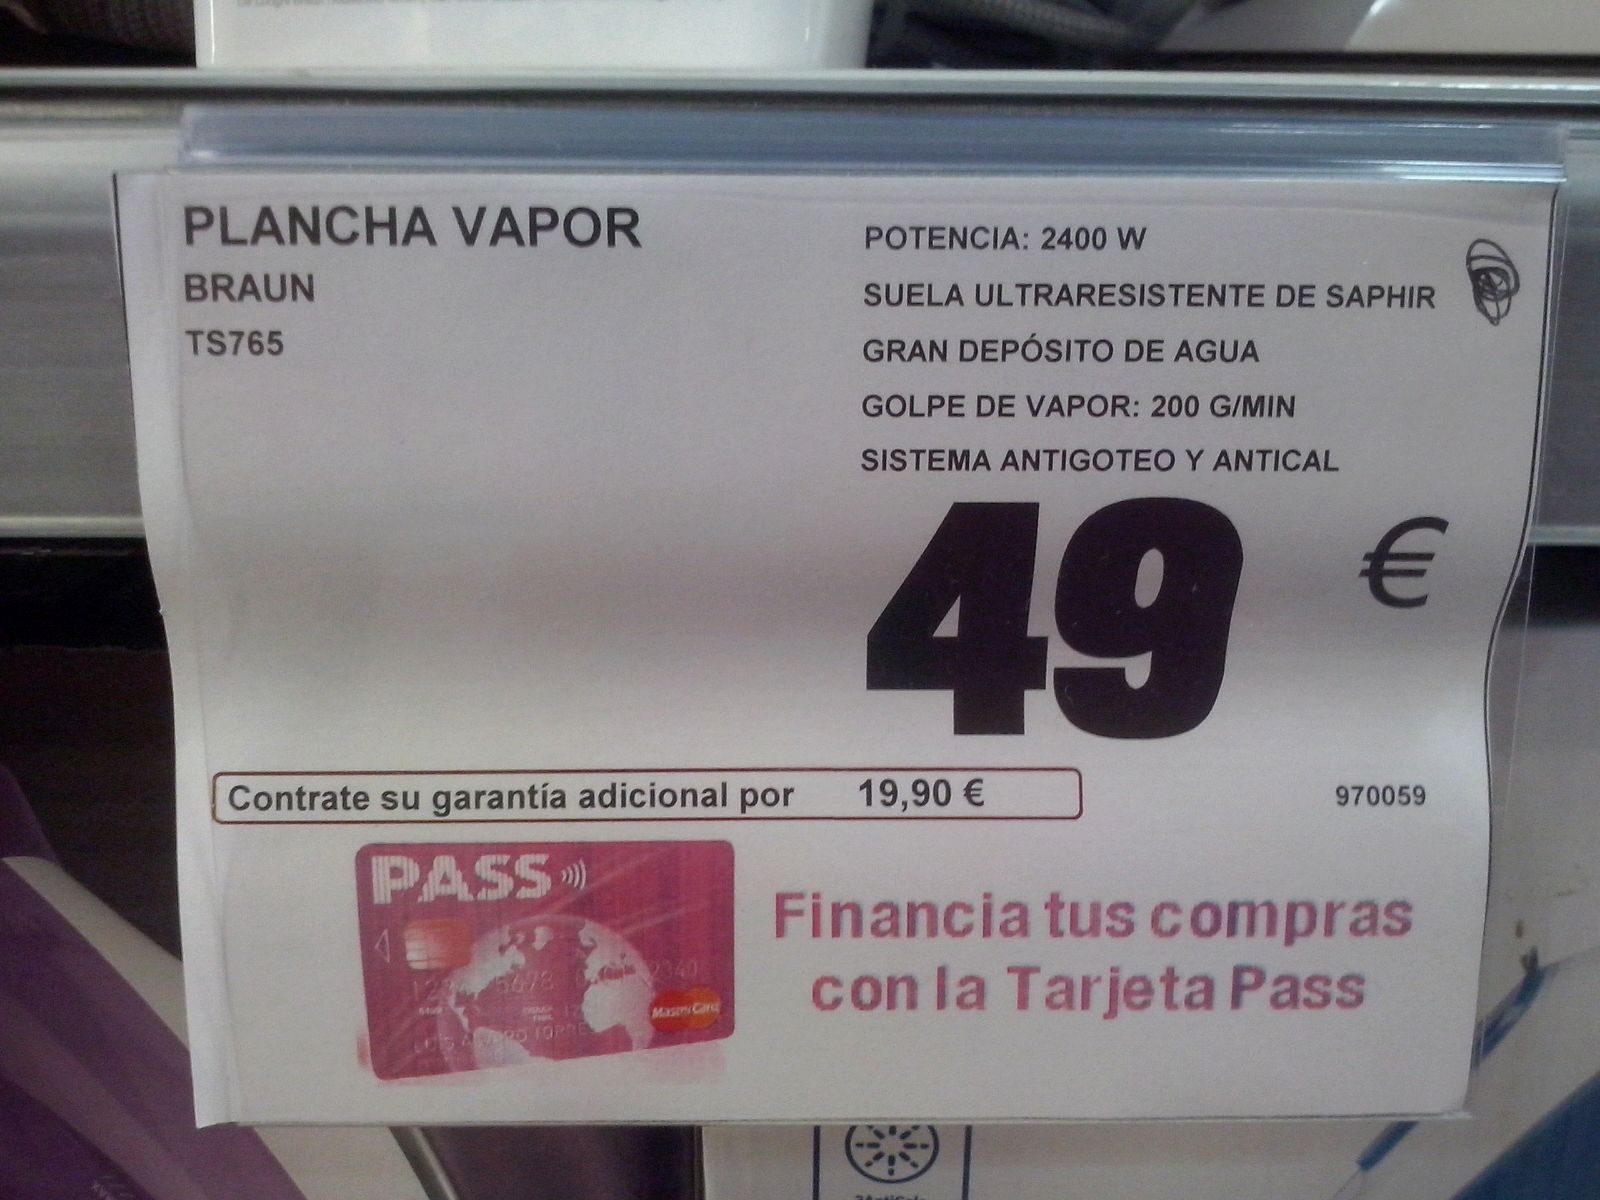 PLANCHA VAPOR
BRAUN
TS765
POTENCIA: 2400 W
SUELA ULTRARESISTENTE DE SAPHIR
GRAN DEPÓSITO DE AGUA
GOLPE DE VAPOR: 200 G/MIN
SISTEMA ANTIGOTEO Y ANTICAL
49 €
Contrate su garantía adicional por 19,90 €
970059
PASS
MasterCard
Financia tus compras
con la Tarjeta Pass